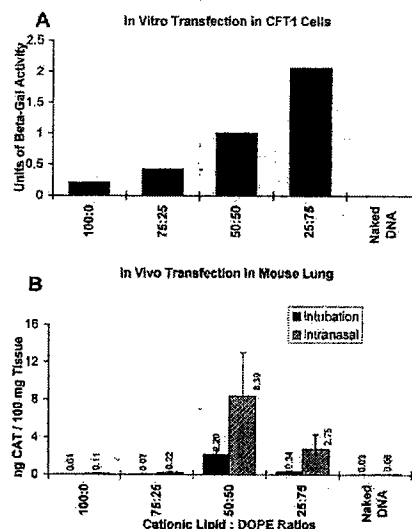 A
In Vitro Transfection in CFT1 Cells
Units of Beta-Gal Activity
2.5
2
1.5
1
0.5
0
100:0
75:25
50:50
25:75
Naked
DNA
In Vivo Transfection in Mouse Lung
B
Intubation
Intranasal
ng CAT / 100 mg Tissue
16
12
8
4
0
0.01
0.11
0.07
0.22
2.20
8.39
0.34
2.75
0.03
0.06
100:0
75:25
50:50
25:75
Naked
DNA
Cationic Lipid : DOPE Ratios